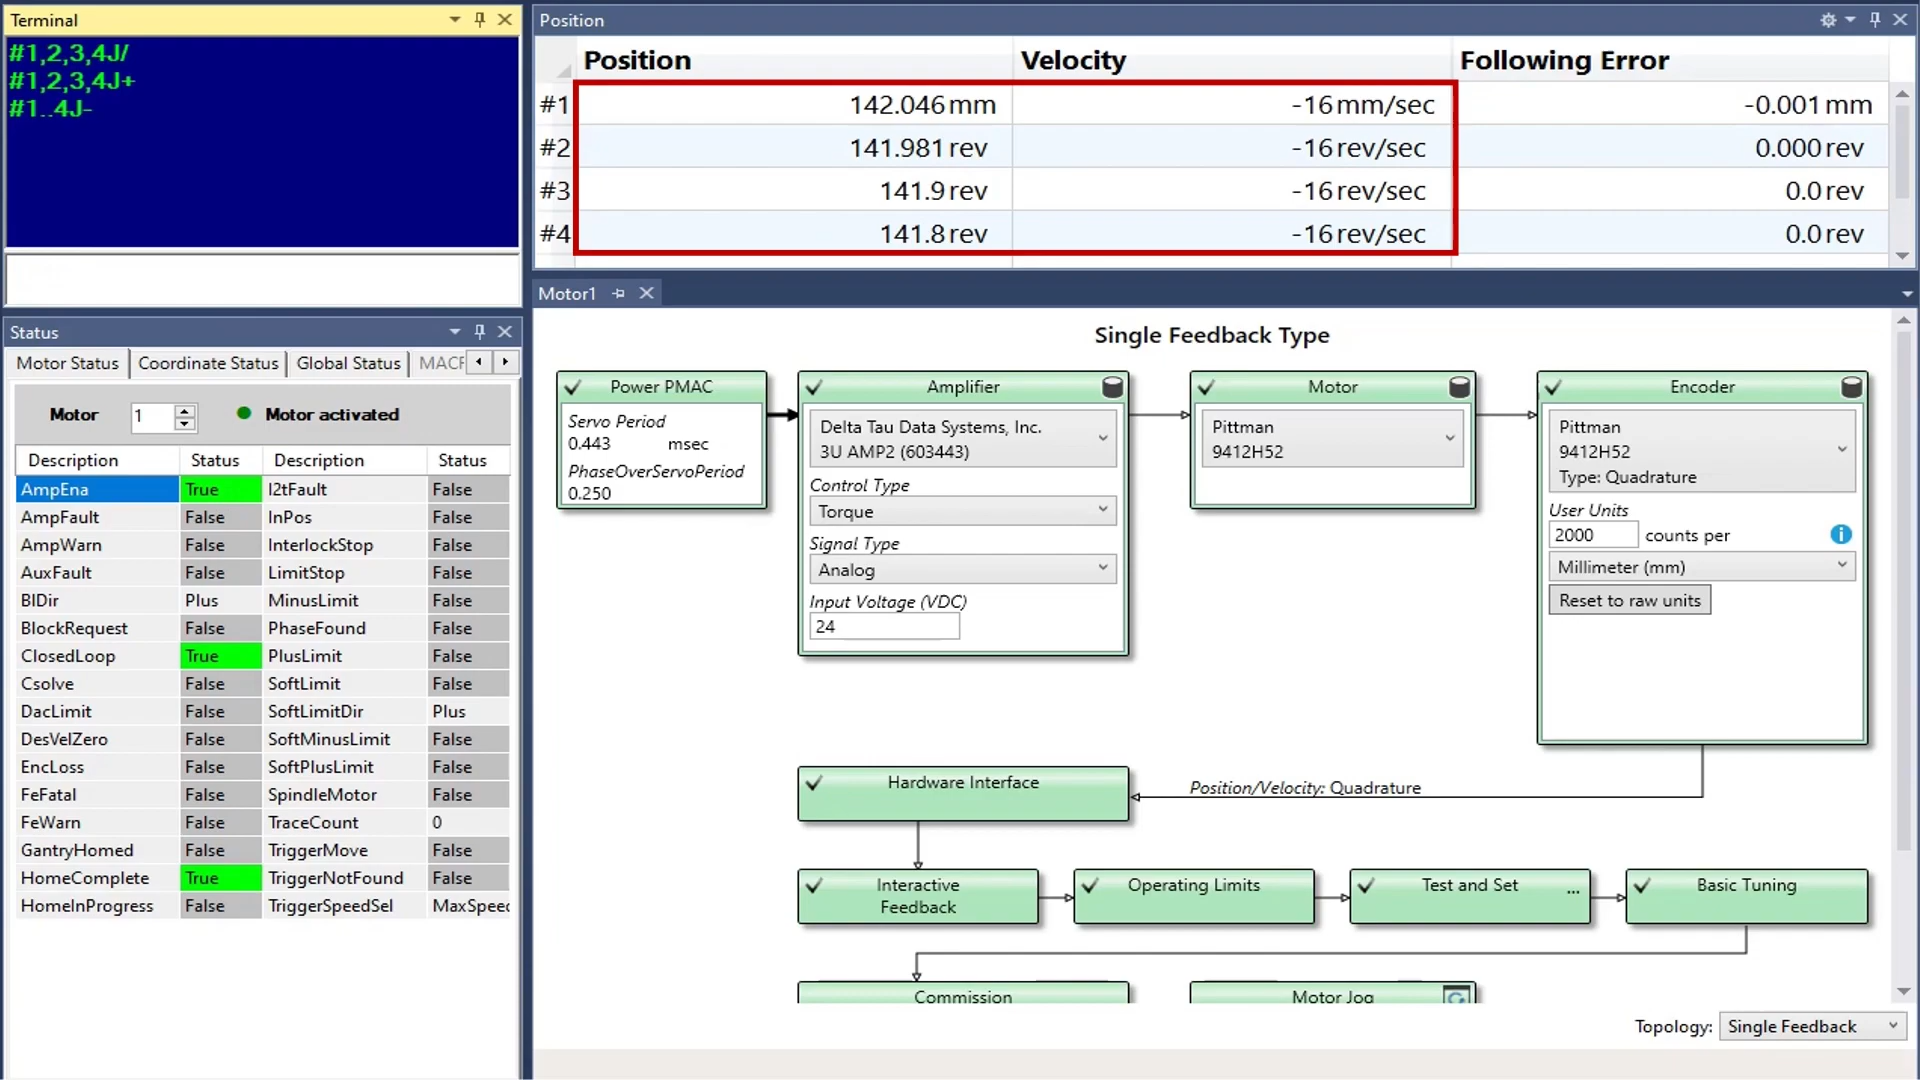 Terminal
#1,2,3,4J/
#1,2,3,4J+
#1..4J-
Position
Position Velocity Following Error
#1 142.046 mm -16 mm/sec -0.001 mm
#2 141.981 rev -16 rev/sec 0.000 rev
#3 141.9 rev -16 rev/sec 0.0 rev
#4 141.8 rev -16 rev/sec 0.0 rev
Status
Motor Status Coordinate Status Global Status MACR
Motor 1 Motor activated
Description Status Description Status
AmpEna True I2tFault False
AmpFault False InPos False
AmpWarn False InterlockStop False
AuxFault False LimitStop False
BlDir Plus MinusLimit False
BlockRequest False PhaseFound False
ClosedLoop True PlusLimit False
Csolve False SoftLimit False
DacLimit False SoftLimitDir Plus
DesVelZero False SoftMinusLimit False
EncLoss False SoftPlusLimit False
FeFatal False SpindleMotor False
FeWarn False TraceCount 0
GantryHomed False TriggerMove False
HomeComplete True TriggerNotFound False
HomeInProgress False TriggerSpeedSel MaxSpeed
Motor1
Single Feedback Type
Power PMAC
Servo Period
0.443 msec
PhaseOverServoPeriod
0.250
Amplifier
Delta Tau Data Systems, Inc.
3U AMP2 (603443)
Control Type
Torque
Signal Type
Analog
Input Voltage (VDC)
24
Motor
Pittman
9412H52
Encoder
Pittman
9412H52
Type: Quadrature
User Units
2000 counts per
Millimeter (mm)
Reset to raw units
Hardware Interface
Position/Velocity: Quadrature
Interactive
Feedback
Operating Limits
Test and Set ...
Basic Tuning
Commission
Motor Jog
Topology: Single Feedback